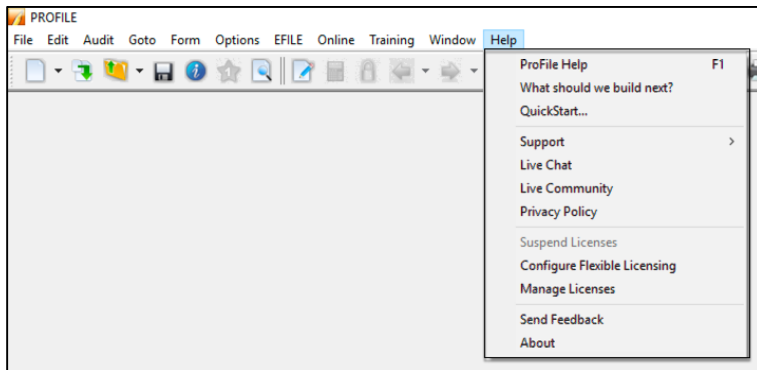 PROFILE
File Edit Audit Goto Form Options EFILE Online Training Window Help
ProFile Help F1
What should we build next?
QuickStart...
Support
Live Chat
Live Community
Privacy Policy
Suspend Licenses
Configure Flexible Licensing
Manage Licenses
Send Feedback
About